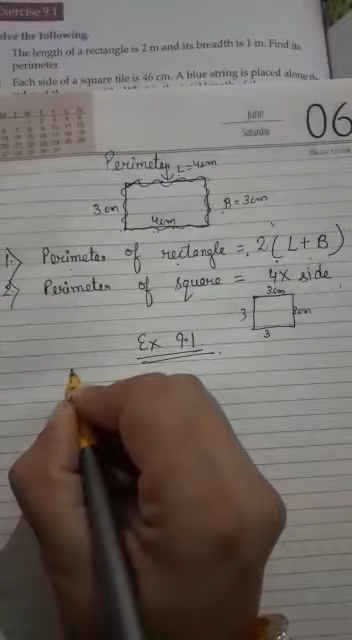 Exercise 9.1
olve the following.
The length of a rectangle is 2 m and its breadth is 1 m. Find its
perimeter.
Each side of a square tile is 46 cm. A blue string is placed along the
June
Saturday
06
Perimeter
L = 4cm
3 cm
B = 3cm
4cm
1. Perimeter of rectangle = 2 ( L + B )
2. Perimeter of square = 4 x side
3cm
3
3cm
3
Ex 9.1